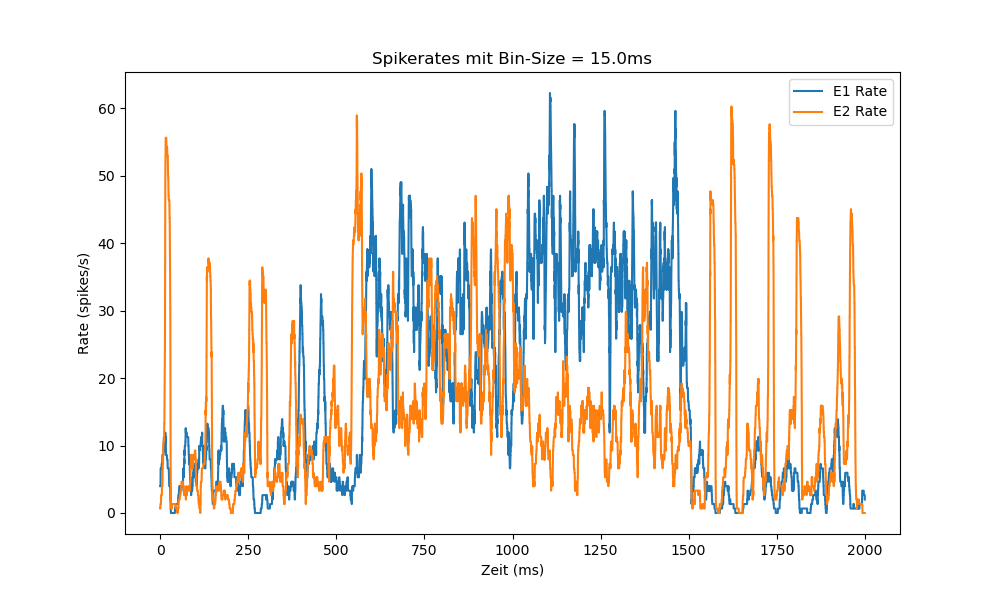 Spikerates mit Bin-Size = 15.0ms
E1 Rate
E2 Rate
Rate (spikes/s)
60
50
40
30
20
10
0
0 250 500 750 1000 1250 1500 1750 2000
Zeit (ms)